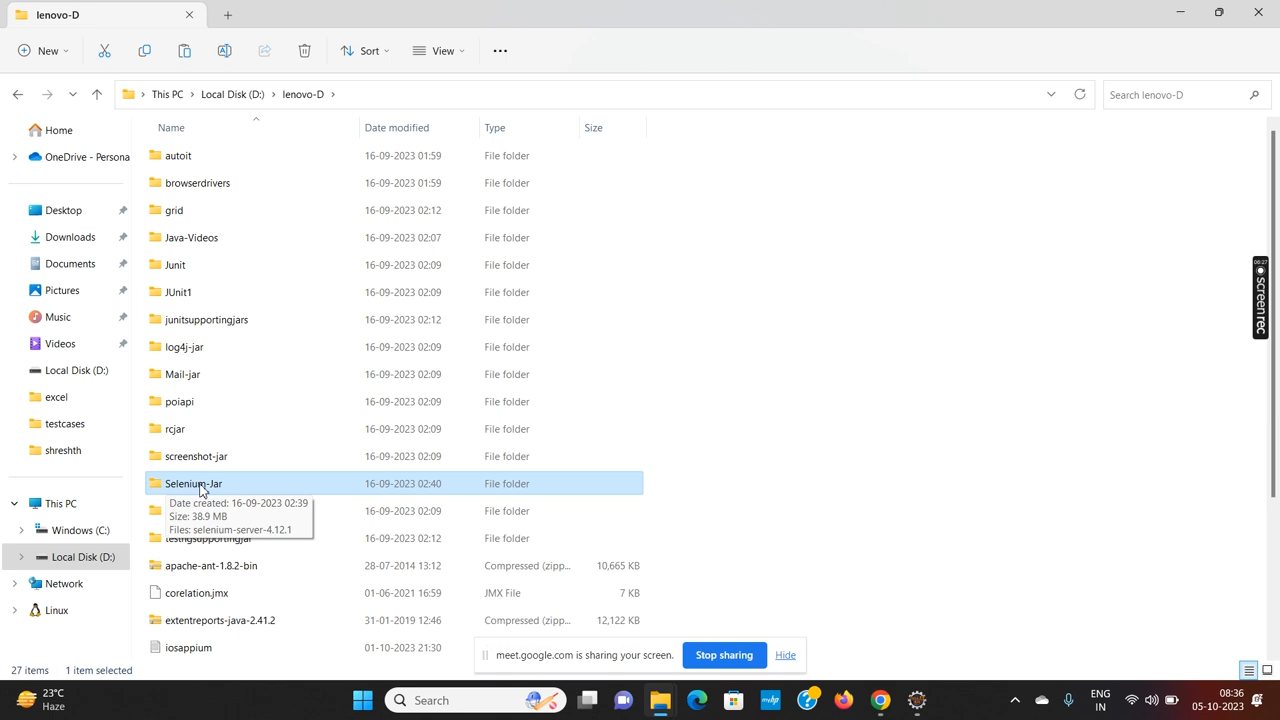 lenovo-D
New
Sort
View
This PC
Local Disk (D:)
lenovo-D
Search lenovo-D
Name
Date modified
Type
Size
Home
OneDrive - Persona
Desktop
Downloads
Documents
Pictures
Music
Videos
Local Disk (D:)
excel
testcases
shreshth
This PC
Windows (C:)
Local Disk (D:)
Network
Linux
autoit 16-09-2023 01:59 File folder
browserdrivers 16-09-2023 01:59 File folder
grid 16-09-2023 02:12 File folder
Java-Videos 16-09-2023 02:07 File folder
Junit 16-09-2023 02:09 File folder
JUnit1 16-09-2023 02:09 File folder
junitsupportingjars 16-09-2023 02:12 File folder
log4j-jar 16-09-2023 02:09 File folder
Mail-jar 16-09-2023 02:09 File folder
poiapi 16-09-2023 02:09 File folder
rcjar 16-09-2023 02:09 File folder
screenshot-jar 16-09-2023 02:09 File folder
Selenium-Jar 16-09-2023 02:40 File folder
Date created: 16-09-2023 02:39
Size: 38.9 MB
Files: selenium-server-4.12.1
16-09-2023 02:09 File folder
testngsupportingjar 16-09-2023 02:12 File folder
apache-ant-1.8.2-bin 28-07-2014 13:12 Compressed (zipp... 10,665 KB
corelation.jmx 01-06-2021 16:59 JMX File 7 KB
extentreports-java-2.41.2 31-01-2019 12:46 Compressed (zipp... 12,122 KB
iosappium 01-10-2023 21:30
meet.google.com is sharing your screen.
Stop sharing
Hide
06:27
screenrec
27 items
1 item selected
23°C
Haze
Search
ENG
IN
08:36
05-10-2023